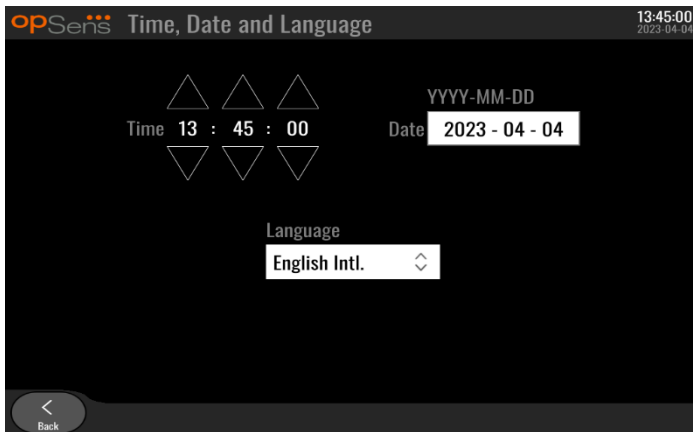 opSens Time, Date and Language
13:45:00
2023-04-04
YYYY-MM-DD
Time 13 : 45 : 00
Date 2023 - 04 - 04
Language
English Intl.
Back